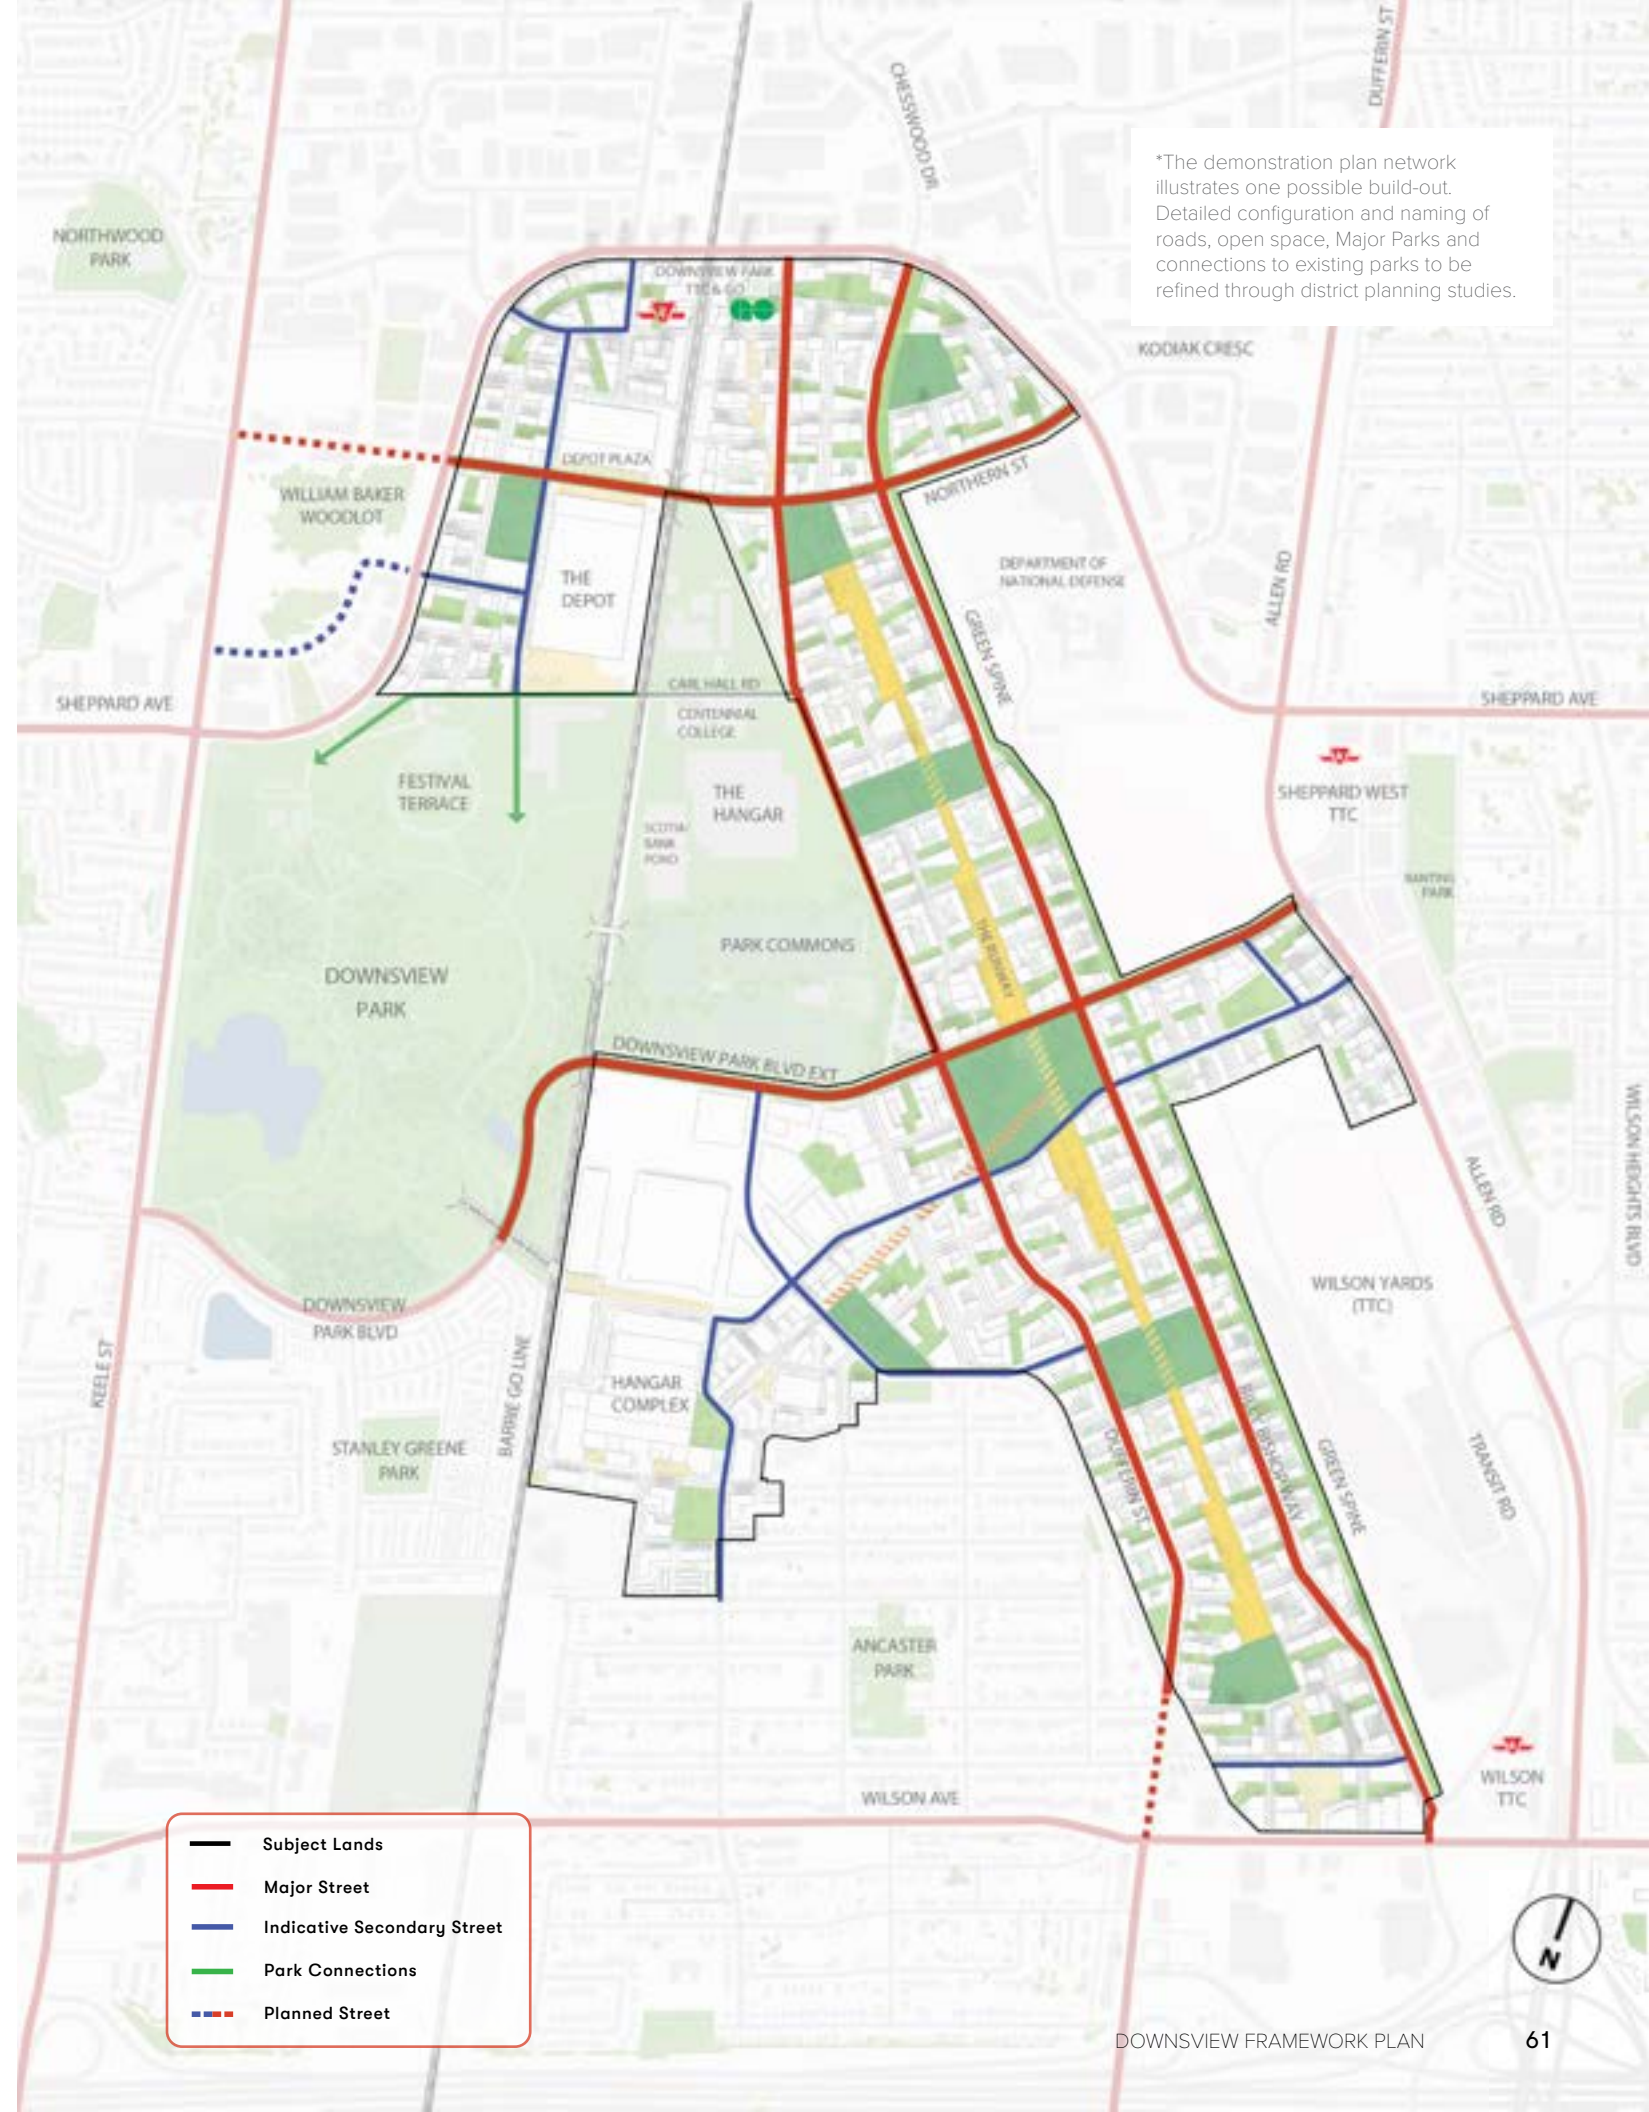 DUFFERIN ST
CHESSWOOD DR.
*The demonstration plan network
illustrates one possible build-out.
Detailed configuration and naming of
roads, open space, Major Parks and
connections to existing parks to be
refined through district planning studies.
NORTHWOOD
PARK
DOWNSVIEW PARK
TTC & GO
KODIAK CRESC
DEPOT PLAZA
NORTHERN ST
WILLIAM BAKER
WOODLOT
DEPARTMENT OF
NATIONAL DEFENSE
ALLEN RD
THE
DEPOT
GREEN SPINE
CARL HALL RD
SHEPPARD AVE
SHEPPARD AVE
CENTENNIAL
COLLEGE
FESTIVAL
TERRACE
THE
HANGAR
SHEPPARD WEST
TTC
SCOTIA-
BANK
POND
BANTING
PARK
THE RUNWAY
PARK COMMONS
DOWNSVIEW
PARK
DOWNSVIEW PARK BLVD EXT
WILSON HEIGHTS BLVD
ALLEN RD
WILSON YARDS
(TTC)
DOWNSVIEW
PARK BLVD
KEELE ST
BARRIE GO LINE
HANGAR
COMPLEX
STANLEY GREENE
PARK
DUFFERIN ST.
BILLY BISHOP WAY
GREEN SPINE
TRANSIT RD
ANCASTER
PARK
WILSON
TTC
WILSON AVE
Subject Lands
Major Street
Indicative Secondary Street
Park Connections
Planned Street
N
DOWNSVIEW FRAMEWORK PLAN 61